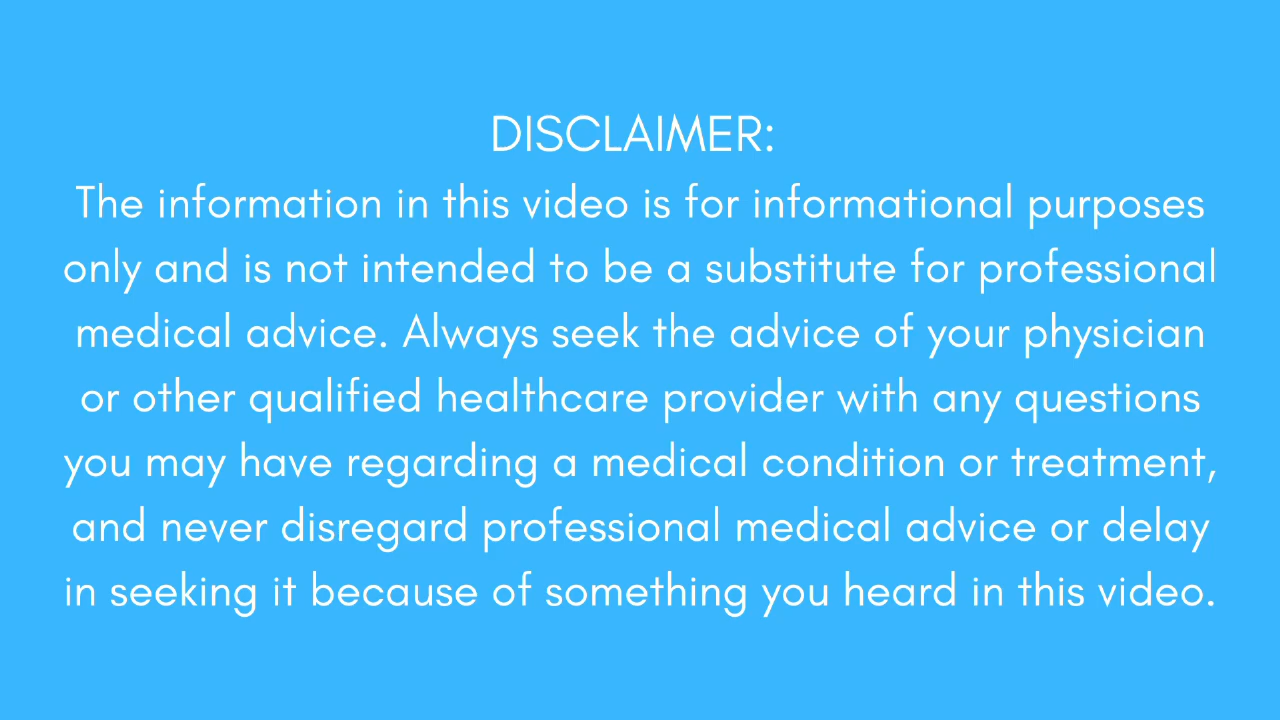 DISCLAIMER:
The information in this video is for informational purposes
only and is not intended to be a substitute for professional
medical advice. Always seek the advice of your physician
or other qualified healthcare provider with any questions
you may have regarding a medical condition or treatment,
and never disregard professional medical advice or delay
in seeking it because of something you heard in this video.